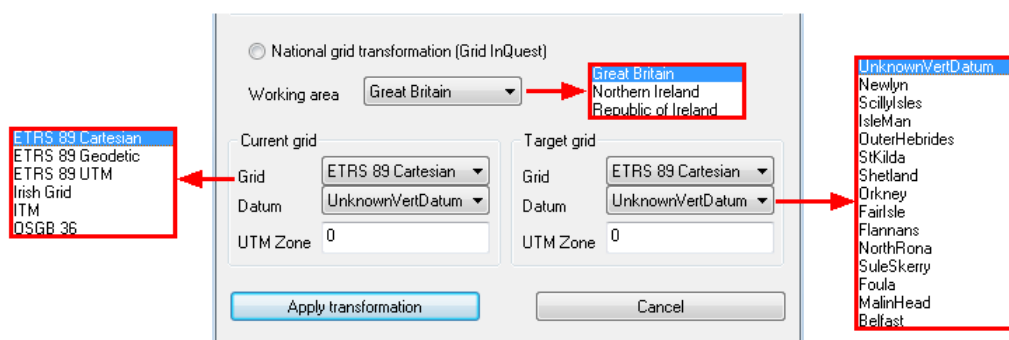 National grid transformation (Grid InQuest)
Working area
Great Britain
Great Britain
Northern Ireland
Republic of Ireland
ETRS 89 Cartesian
ETRS 89 Geodetic
ETRS 89 UTM
Irish Grid
ITM
OSGB 36
Current grid
Grid
ETRS 89 Cartesian
Datum
UnknownVertDatum
UTM Zone
0
Target grid
Grid
ETRS 89 Cartesian
Datum
UnknownVertDatum
UTM Zone
0
UnknownVertDatum
Newlyn
ScillyIsles
IsleMan
OuterHebrides
StKilda
Shetland
Orkney
FairIsle
Flannans
NorthRona
SuleSkerry
Foula
MalinHead
Belfast
Apply transformation
Cancel